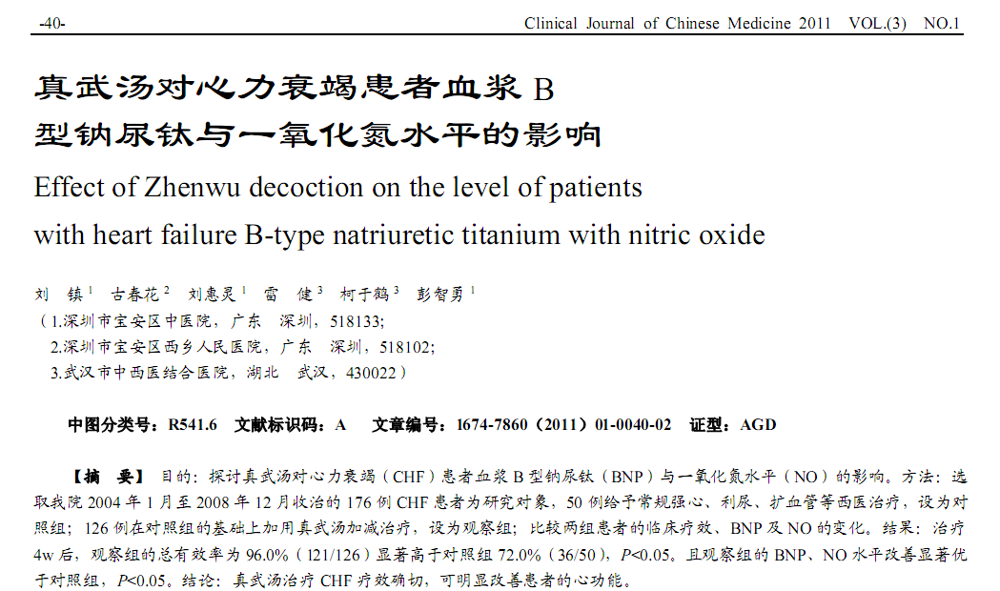 -40- Clinical Journal of Chinese Medicine 2011 VOL.(3) NO.1
真武汤对心力衰竭患者血浆 B
型钠尿钛与一氧化氮水平的影响
Effect of Zhenwu decoction on the level of patients
with heart failure B-type natriuretic titanium with nitric oxide
刘 镇1 古春花2 刘惠灵1 雷 健3 柯于鹤3 彭智勇1
（1.深圳市宝安区中医院，广东 深圳，518133;
2.深圳市宝安区西乡人民医院，广东 深圳，518102;
3.武汉市中西医结合医院，湖北 武汉，430022）
中图分类号：R541.6 文献标识码：A 文章编号：1674-7860（2011）01-0040-02 证型：AGD
【摘 要】 目的：探讨真武汤对心力衰竭（CHF）患者血浆 B 型钠尿钛（BNP）与一氧化氮水平（NO）的影响。方法：选
取我院 2004 年 1 月至 2008 年 12 月收治的 176 例 CHF 患者为研究对象，50 例给予常规强心、利尿、扩血管等西医治疗，设为对
照组；126 例在对照组的基础上加用真武汤加减治疗，设为观察组；比较两组患者的临床疗效、BNP 及 NO 的变化。结果：治疗
4w 后，观察组的总有效率为 96.0%（121/126）显著高于对照组 72.0%（36/50），P<0.05。且观察组的 BNP、NO 水平改善显著优
于对照组，P<0.05。结论：真武汤治疗 CHF 疗效确切，可明显改善患者的心功能。